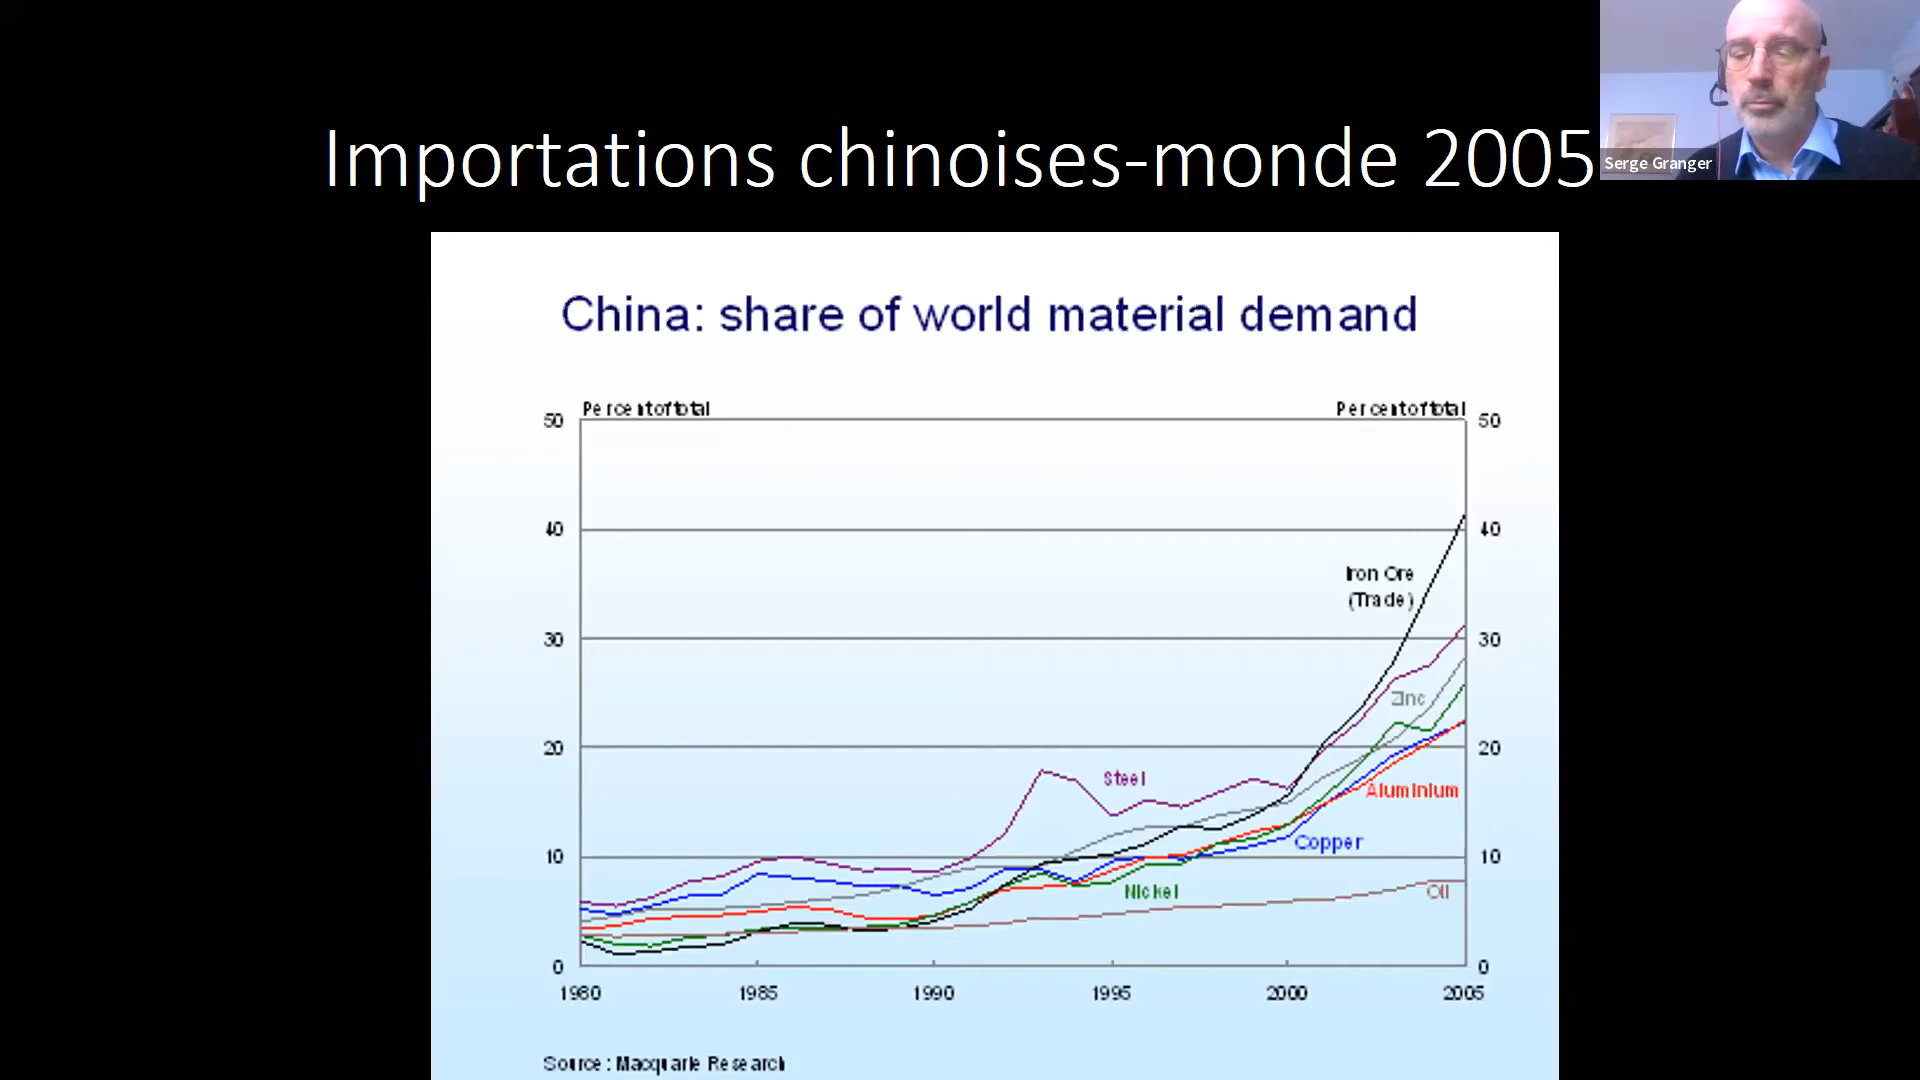 Importations chinoises-monde 2005
Serge Granger
China: share of world material demand
Percent of total
Percent of total
50
50
40
40
Iron Ore
(Trade)
30
30
Zinc
20
20
Steel
Aluminium
Copper
10
10
Nickel
Oil
0
0
1980
1985
1990
1995
2000
2005
Source: Macquarie Research